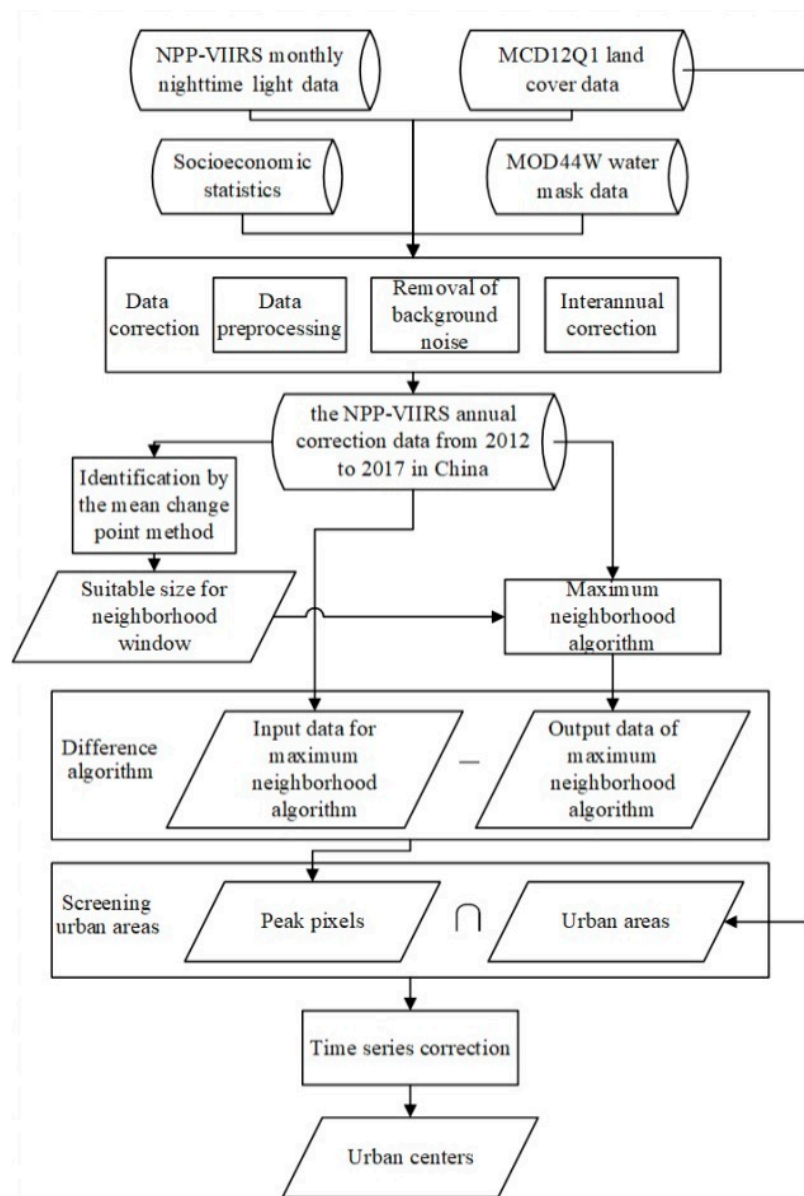 NPP-VIIRS monthly
nighttime light data
MCD12Q1 land
cover data
Socioeconomic
statistics
MOD44W water
mask data
Data
correction
Data
preprocessing
Removal of
background
noise
Interannual
correction
the NPP-VIIRS annual
correction data from 2012
to 2017 in China
Identification by
the mean change
point method
Suitable size for
neighborhood
window
Maximum
neighborhood
algorithm
Difference
algorithm
Input data for
maximum
neighborhood
algorithm
−
Output data of
maximum
neighborhood
algorithm
Screening
urban areas
Peak pixels
∩
Urban areas
Time series correction
Urban centers